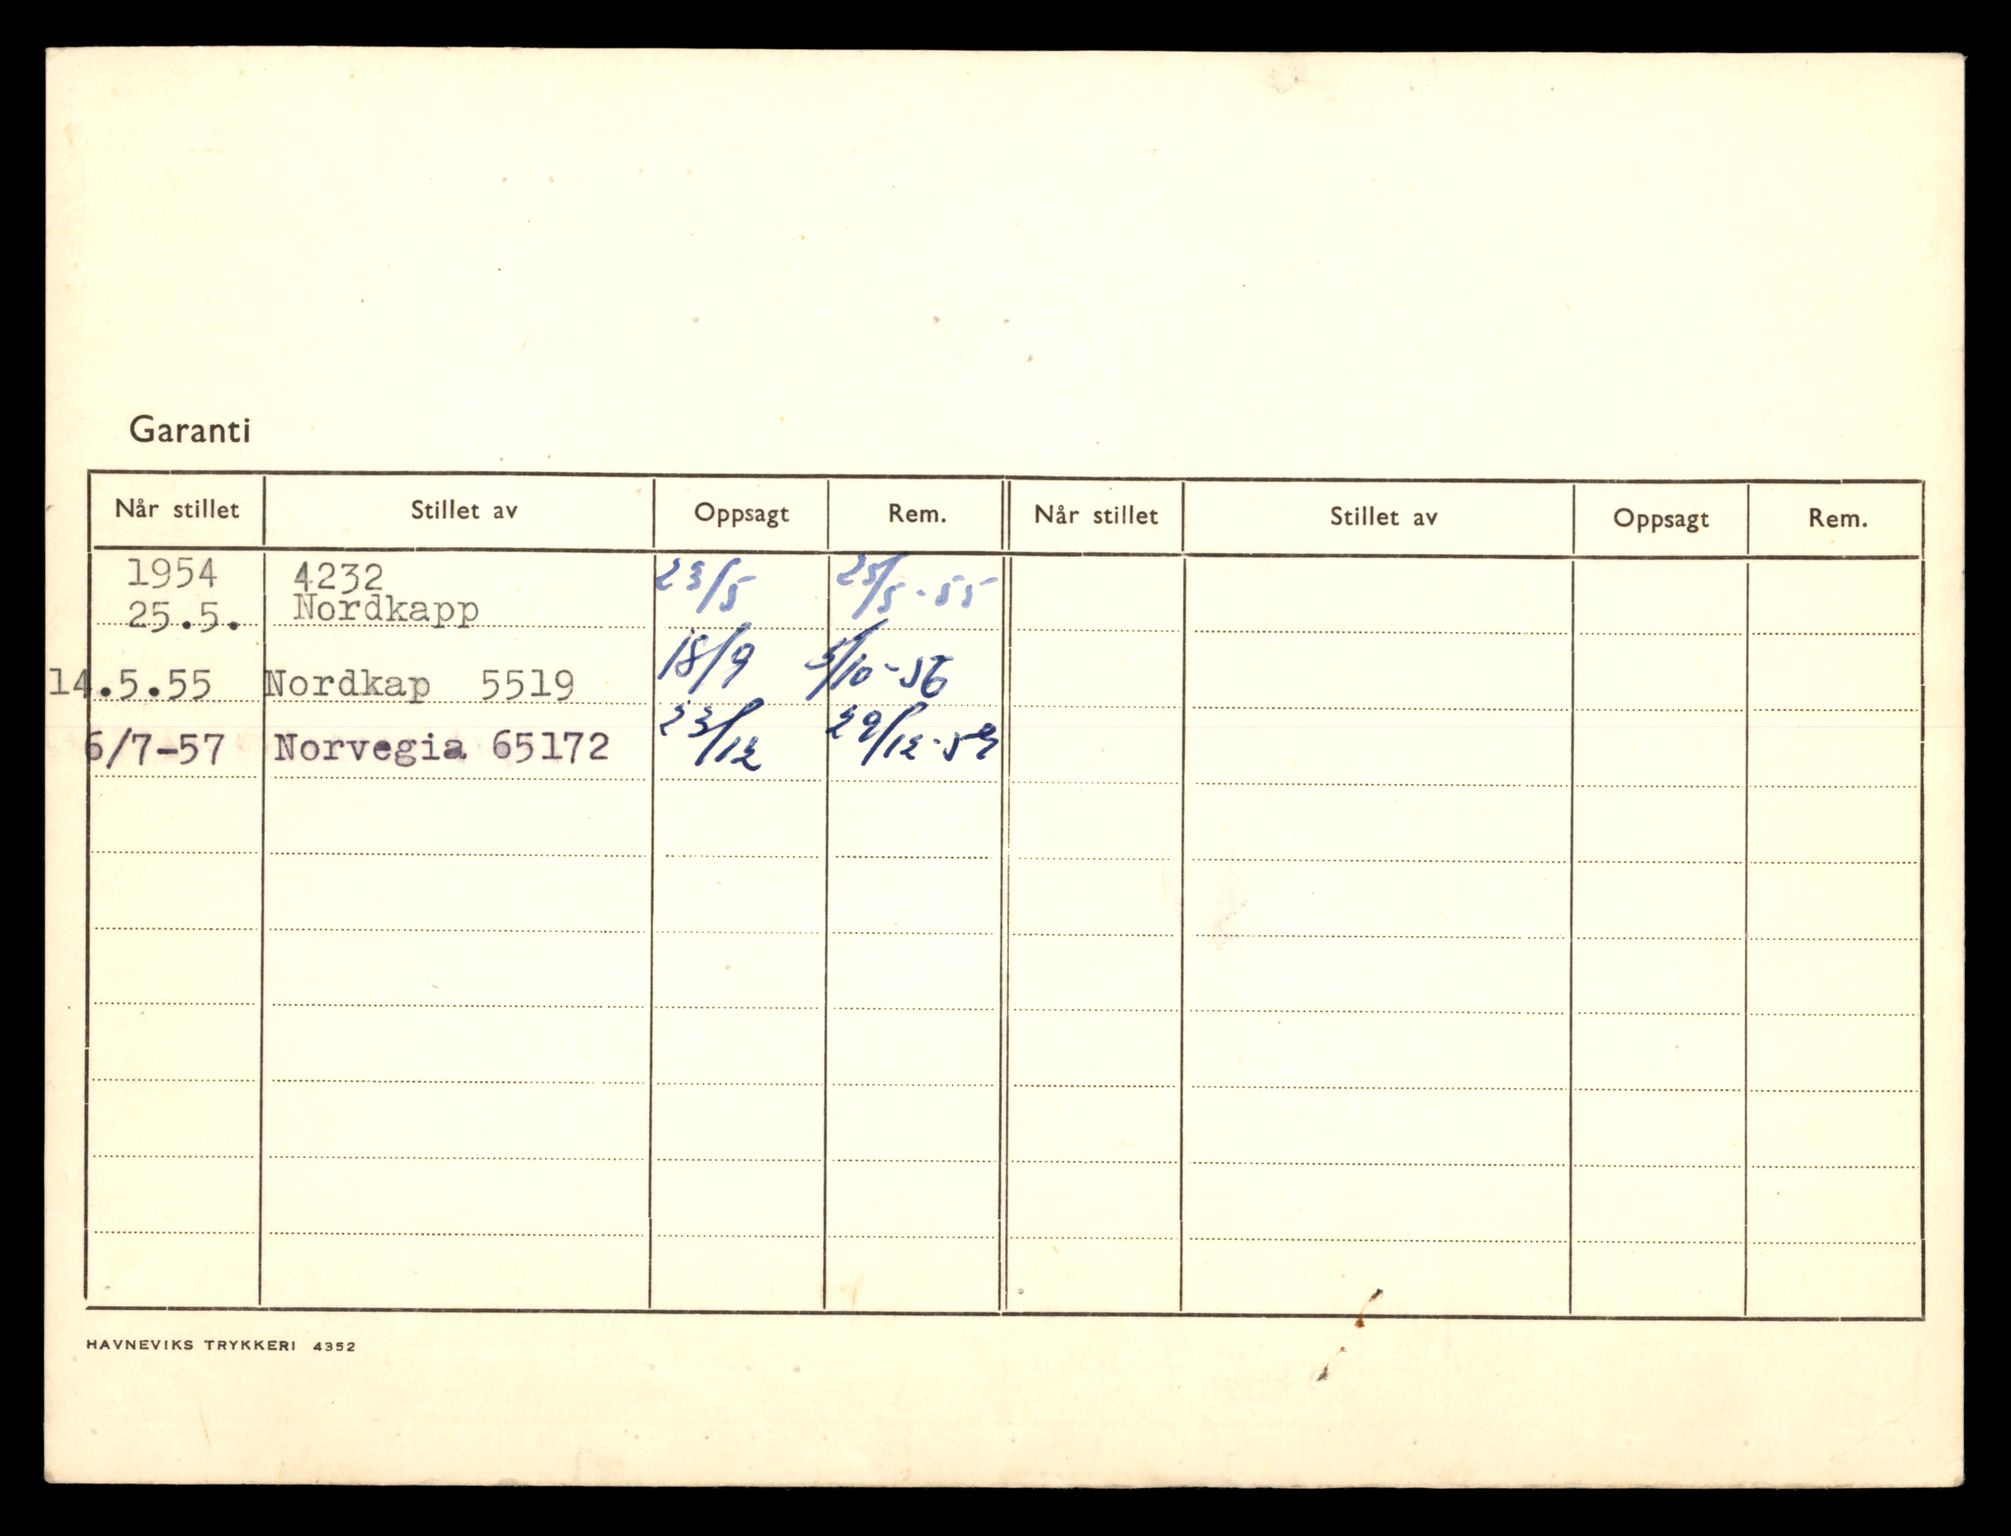 Garanti
Når stillet Stillet av Oppsagt Rem. Når stillet Stillet av Oppsagt Rem.
1954 4232 23/5 25/5-55
25.5. Nordkapp
14.5.55 Nordkap 5519 18/9 5/10-56
6/7-57 Norvegia 65172 23/12 29/12-59
HAVNEVIKS TRYKKERI 4352